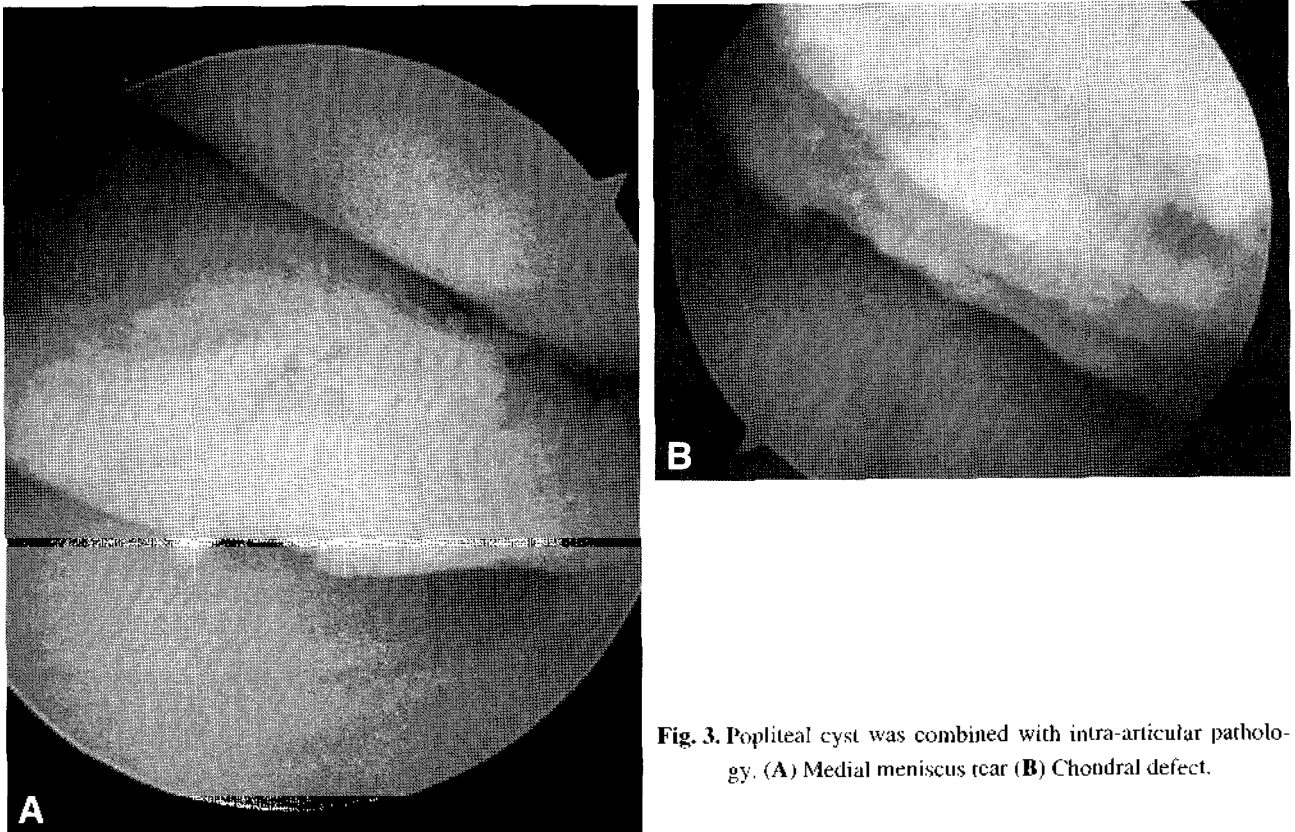 A
B
Fig. 3. Popliteal cyst was combined with intra-articular patholo-
gy. (A) Medial meniscus tear (B) Chondral defect.